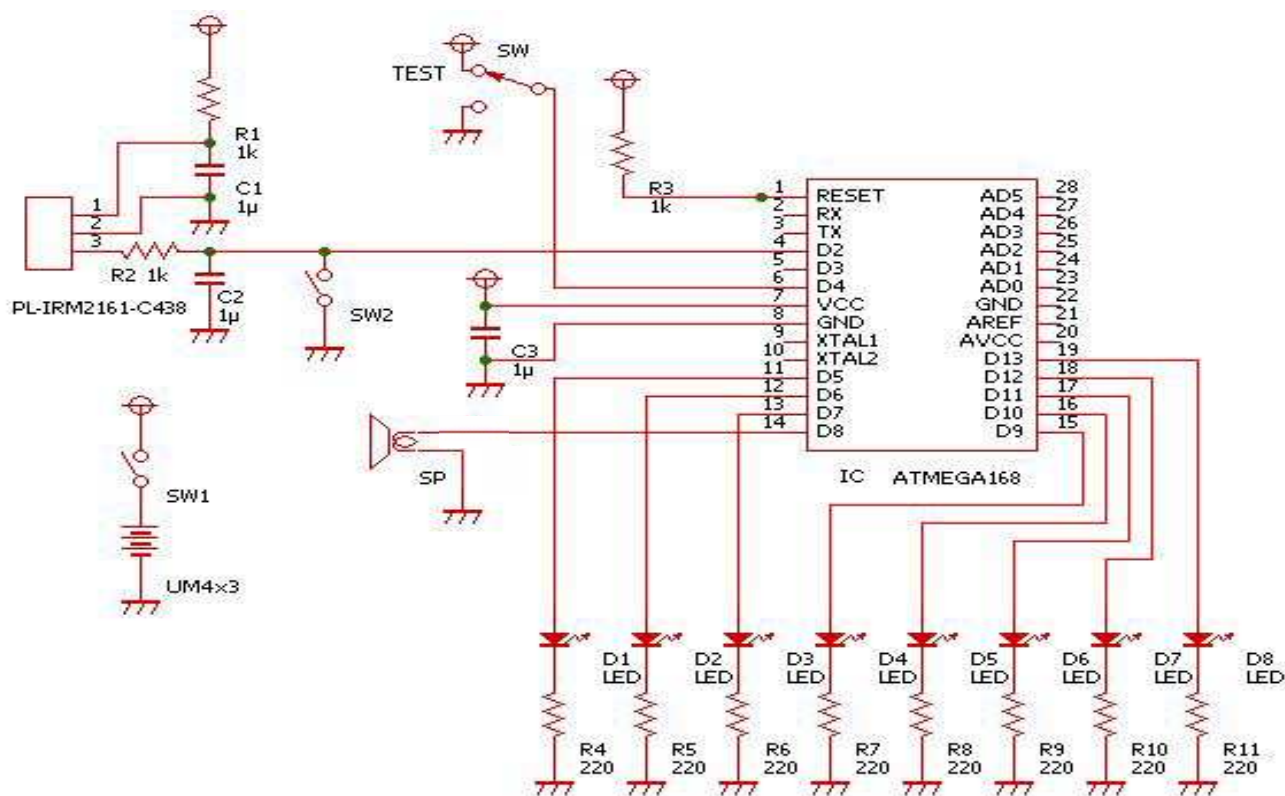 SW
TEST
R1
1k
C1
1µ
1
2
3
R2 1k
C2
1µ
PL-IRM2161-C438
SW2
R3
1k
C3
1µ
1
2
3
4
5
6
7
8
9
10
11
12
13
14
RESET
RX
TX
D2
D3
D4
VCC
GND
XTAL1
XTAL2
D5
D6
D7
D8
AD5
AD4
AD3
AD2
AD1
AD0
GND
AREF
AVCC
D13
D12
D11
D10
D9
28
27
26
25
24
23
22
21
20
19
18
17
16
15
IC ATMEGA168
SP
SW1
UM4x3
D1
LED
D2
LED
D3
LED
D4
LED
D5
LED
D6
LED
D7
LED
D8
LED
R4
220
R5
220
R6
220
R7
220
R8
220
R9
220
R10
220
R11
220